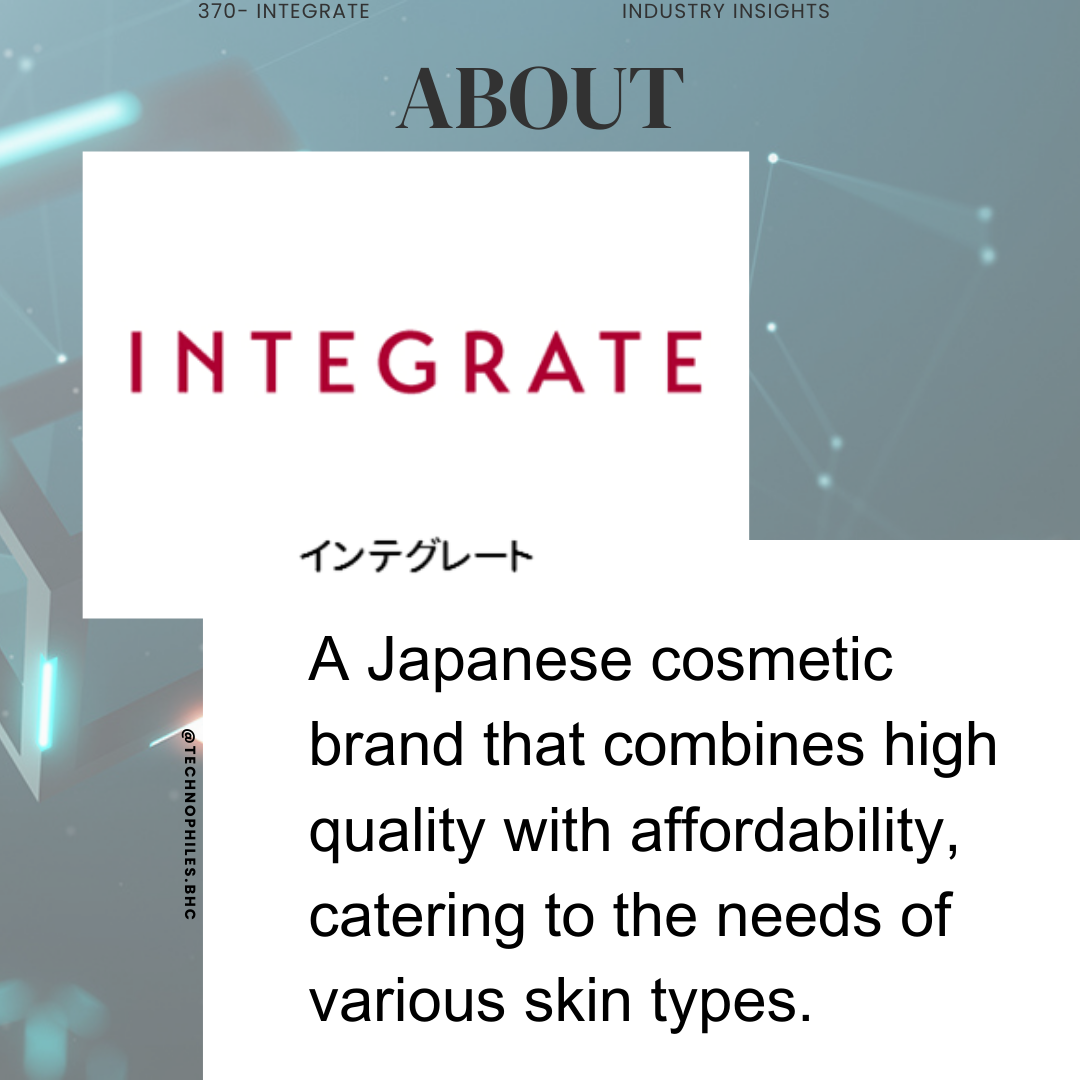 370- INTEGRATE
INDUSTRY INSIGHTS
ABOUT
INTEGRATE
インテグレート
A Japanese cosmetic
brand that combines high
quality with affordability,
catering to the needs of
various skin types.
@TECHNOPHILES.BHC